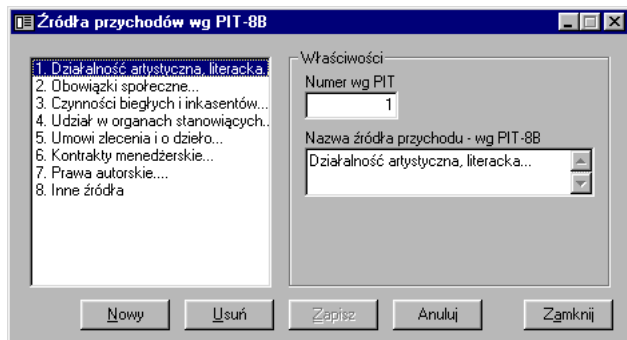 Źródła przychodów wg PIT-8B
1. Działalność artystyczna, literacka.
2. Obowiązki społeczne...
3. Czynności biegłych i inkasentów...
4. Udział w organach stanowiących..
5. Umowi zlecenia i o dzieło...
6. Kontrakty menedżerskie...
7. Prawa autorskie....
8. Inne źródła
Właściwości
Numer wg PIT
1
Nazwa źródła przychodu - wg PIT-8B
Działalność artystyczna, literacka...
Nowy
Usuń
Zapisz
Anuluj
Zamknij